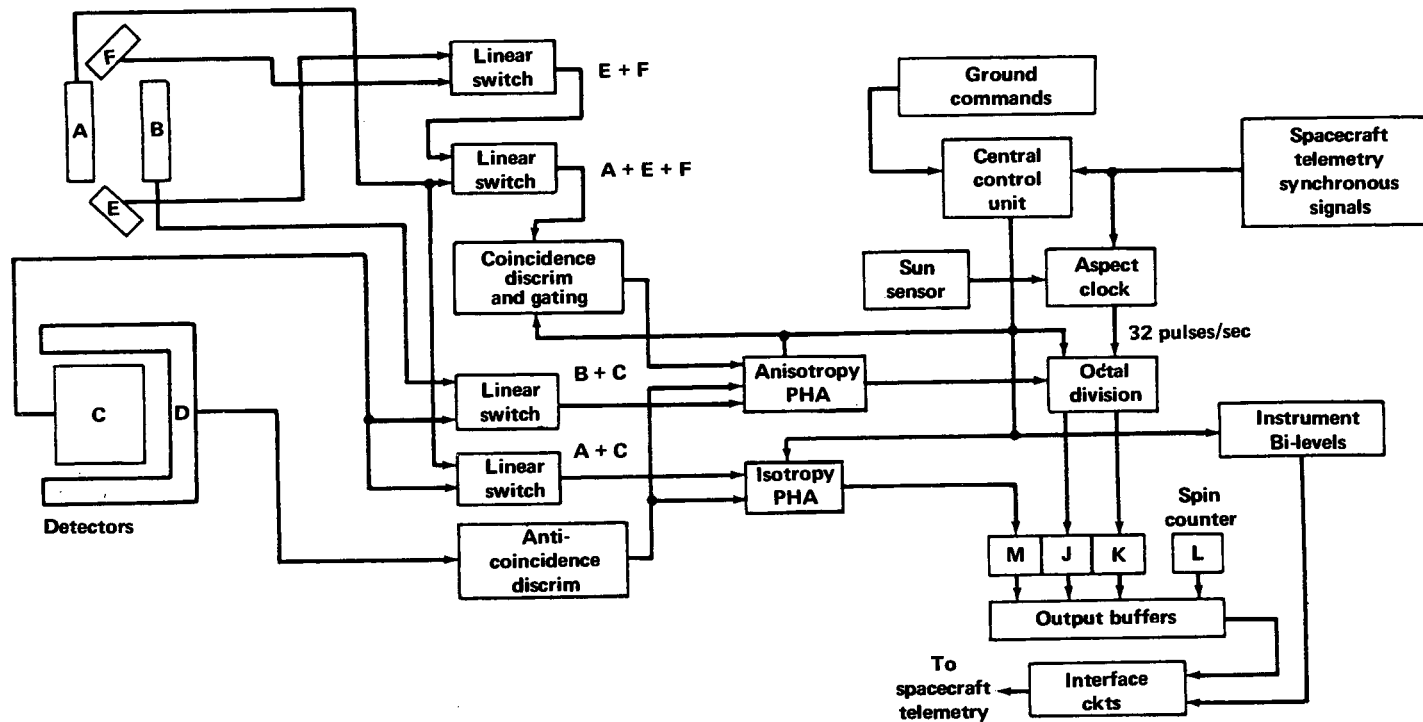 F
A
B
E
Linear
switch
E + F
Linear
switch
A + E + F
Coincidence
discrim
and gating
C
D
Detectors
Linear
switch
B + C
Linear
switch
A + C
Anti-
coincidence
discrim
Ground
commands
Central
control
unit
Spacecraft
telemetry
synchronous
signals
Sun
sensor
Aspect
clock
32 pulses/sec
Anisotropy
PHA
Octal
division
Isotropy
PHA
Instrument
Bi-levels
Spin
counter
M
J
K
L
Output buffers
Interface
ckts
To
spacecraft
telemetry